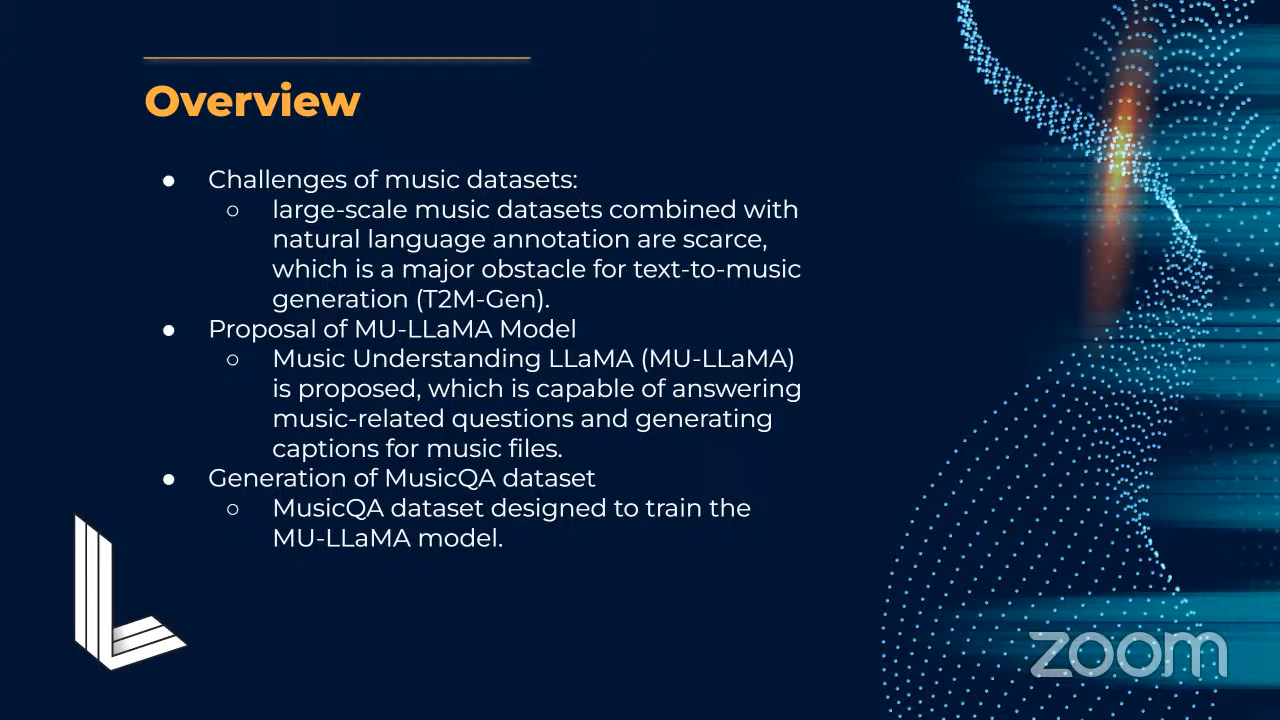 Overview
● Challenges of music datasets:
○ large-scale music datasets combined with
natural language annotation are scarce,
which is a major obstacle for text-to-music
generation (T2M-Gen).
● Proposal of MU-LLaMA Model
○ Music Understanding LLaMA (MU-LLaMA)
is proposed, which is capable of answering
music-related questions and generating
captions for music files.
● Generation of MusicQA dataset
○ MusicQA dataset designed to train the
MU-LLaMA model.
zoom